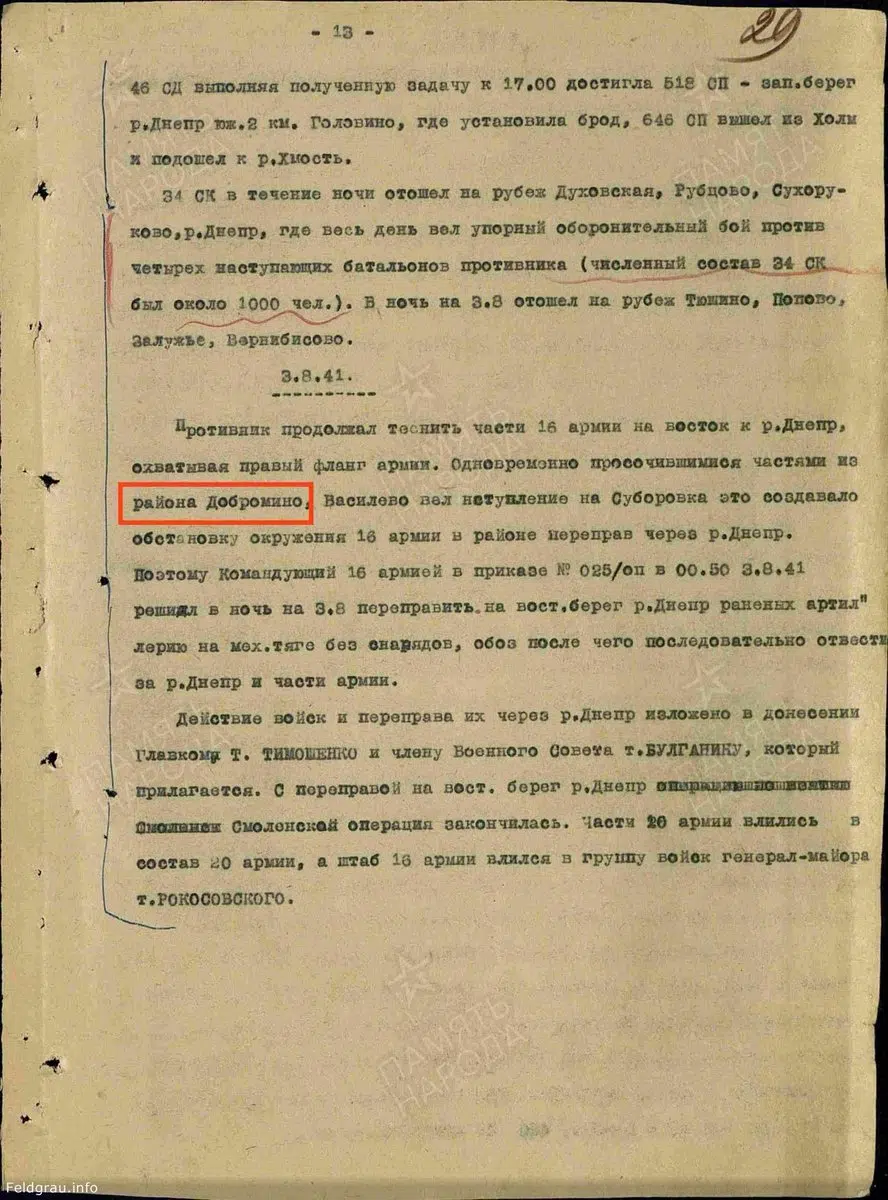 - 13 -
29
46 СД выполняя полученную задачу к 17.00 достигла 518 СП - зап.берег
р.Днепр юж.2 км. Головино, где установила брод, 646 СП вышел из Холм
и подошел к р.Хмость.
34 СК в течение ночи отошел на рубеж Духовская, Рубцово, Сухору-
ково,р.Днепр, где весь день вел упорный оборонительный бой против
четырех наступающих батальонов противника (численный состав 34 СК
был около 1000 чел.). В ночь на 3.8 отошел на рубеж Тюшино, Попово,
Залужье, Вернибисово.
3.8.41.
Противник продолжал теснить части 16 армии на восток к р.Днепр,
охватывая правый фланг армии. Одновременно просочившимися частями из
района Добромино, Василево вел наступление на Суборовка это создавало
обстановку окружения 16 армии в районе переправ через р.Днепр.
Поэтому Командующий 16 армией в приказе № 025/оп в 00.50 3.8.41
решил в ночь на 3.8 переправить на вост.берег р.Днепр раненых артил"
лерию на мех.тяге без снарядов, обоз после чего последовательно отвести
за р.Днепр и части армии.
Действие войск и переправа их через р.Днепр изложено в донесении
Главкому Т. ТИМОШЕНКО и члену Военного Совета т.БУЛГАНИКУ, который
прилагается. С переправой на вост. берег р.Днепр
Смоленской операция закончилась. Части 16 армии влились в
состав 20 армии, а штаб 16 армии влился в группу войск генерал-майора
т.РОКОСОВСКОГО.
ПАМЯТЬ
НАРОДА
Feldgrau.info